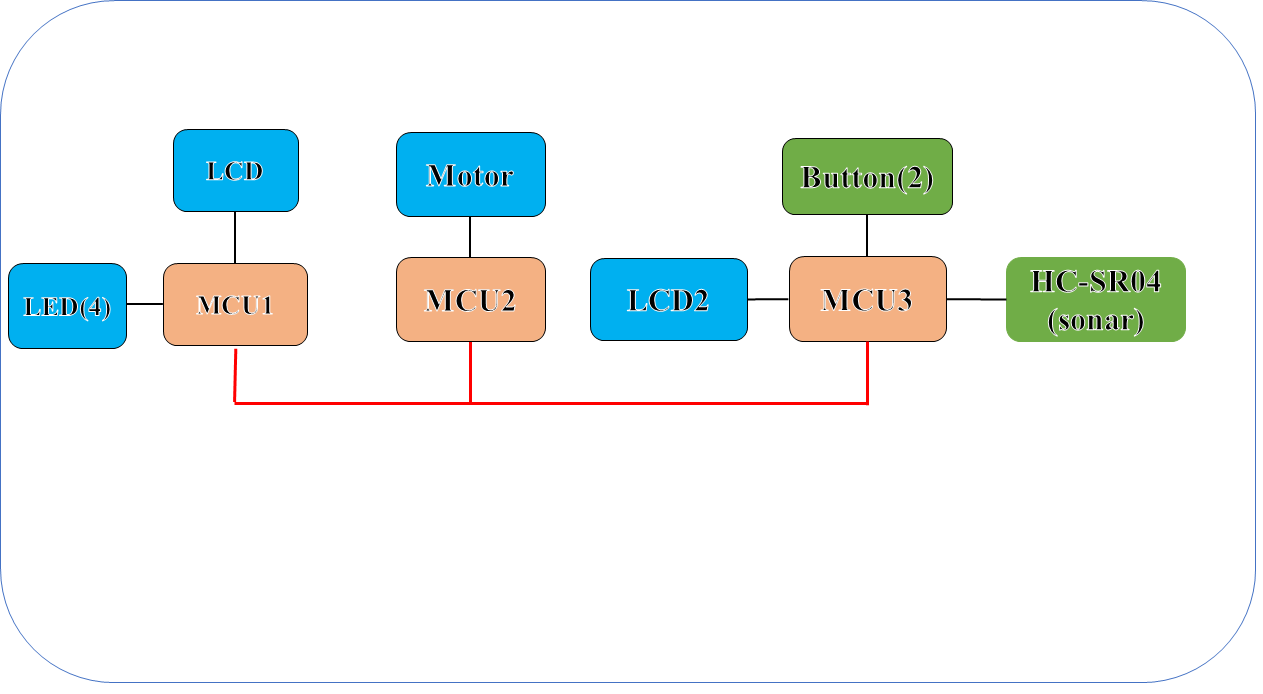 LCD
Motor
Button(2)
LED(4)
MCU1
MCU2
LCD2
MCU3
HC-SR04
(sonar)